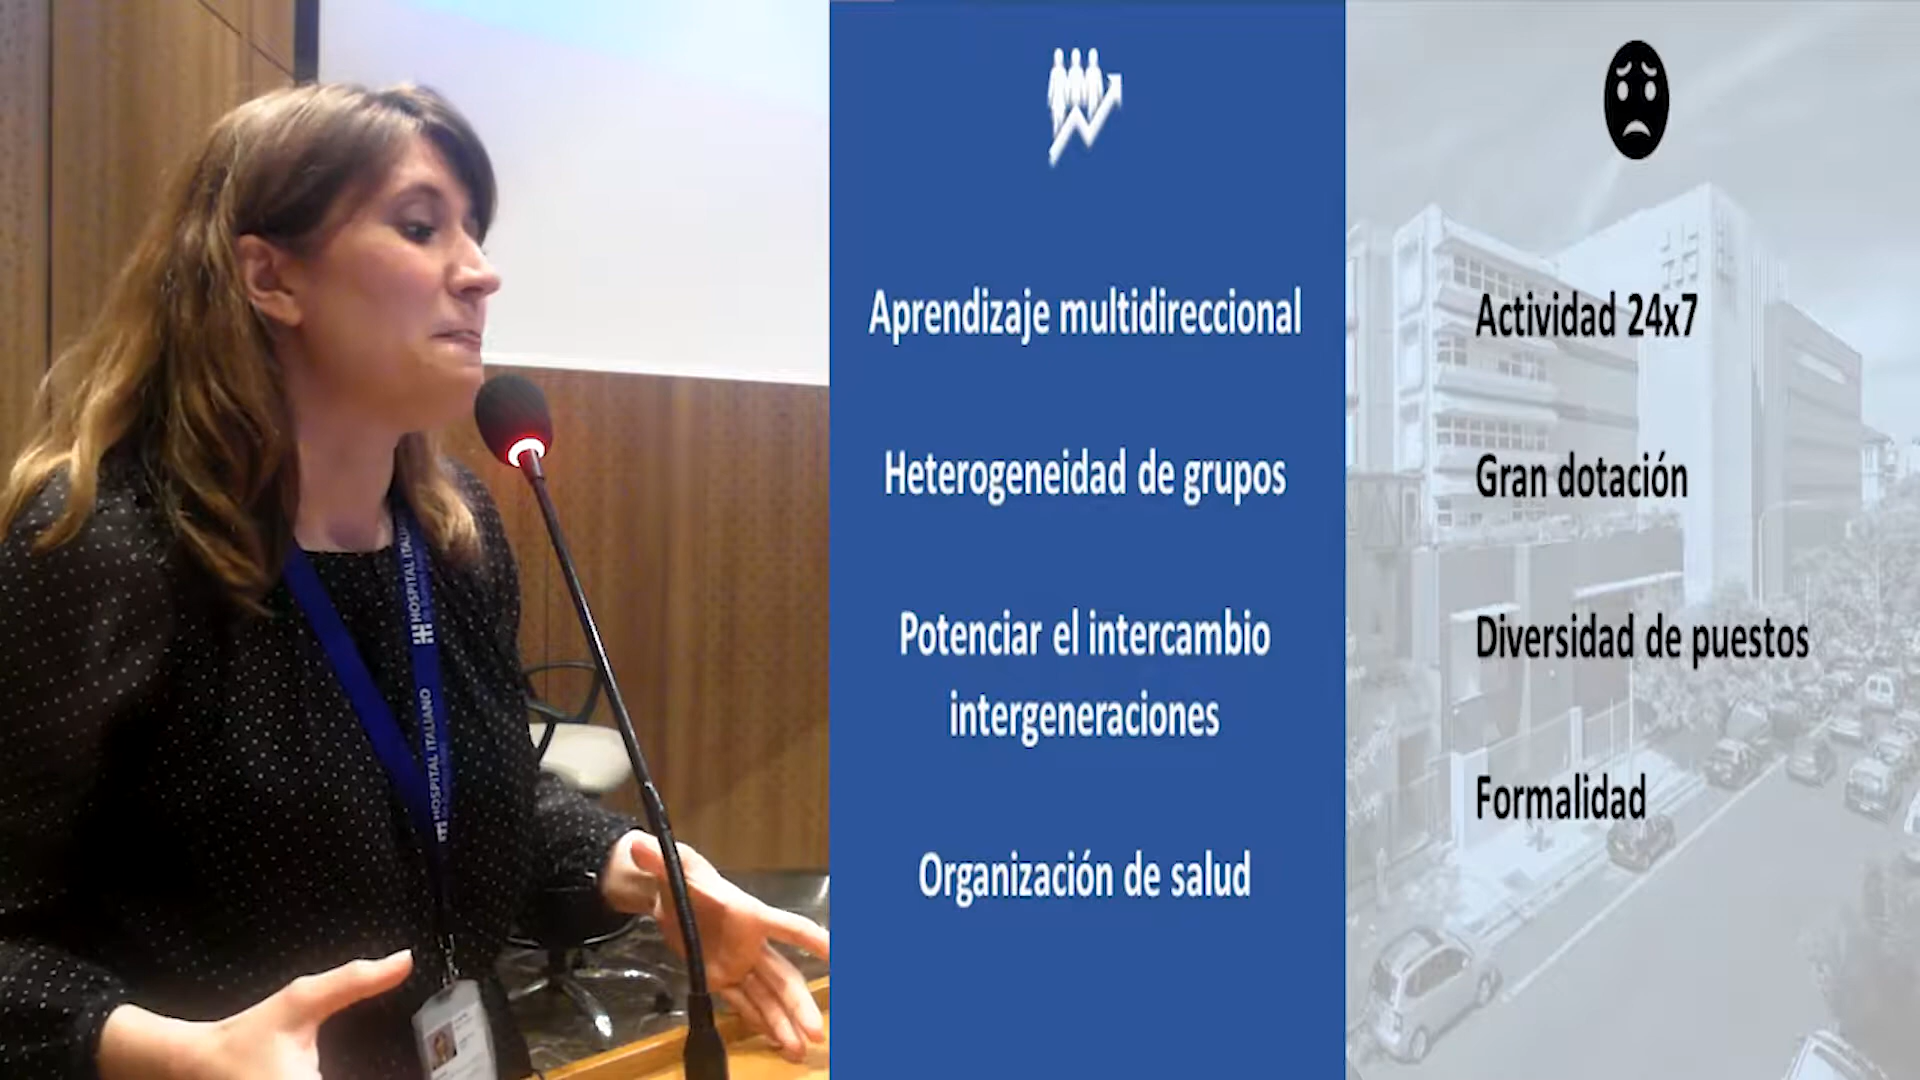 Aprendizaje multidireccional
Heterogeneidad de grupos
Potenciar el intercambio
intergeneraciones
Organización de salud
Actividad 24x7
Gran dotación
Diversidad de puestos
Formalidad
HOSPITAL ITALIANO
HOSPITAL